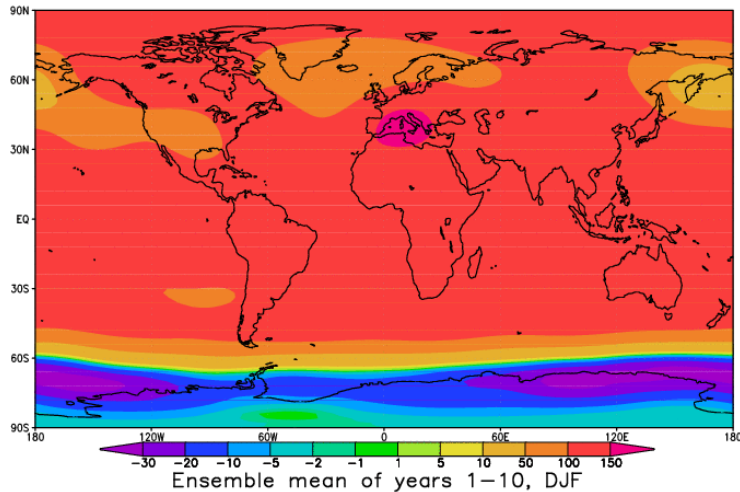 90N
60N
30N
EQ
30S
60S
90S
180 120W 60W 0 60E 120E 180
-30 -20 -10 -5 -2 -1 1 5 10 50 100 150
Ensemble mean of years 1-10, DJF